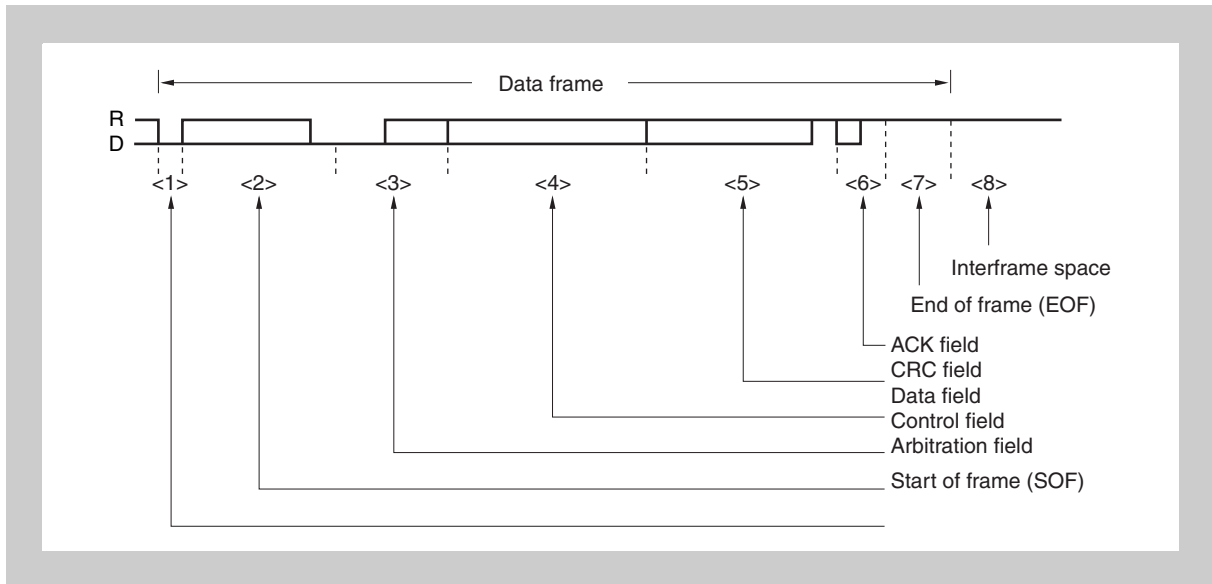 Data frame
R
D
<1> <2> <3> <4> <5> <6> <7> <8>
Interframe space
End of frame (EOF)
ACK field
CRC field
Data field
Control field
Arbitration field
Start of frame (SOF)